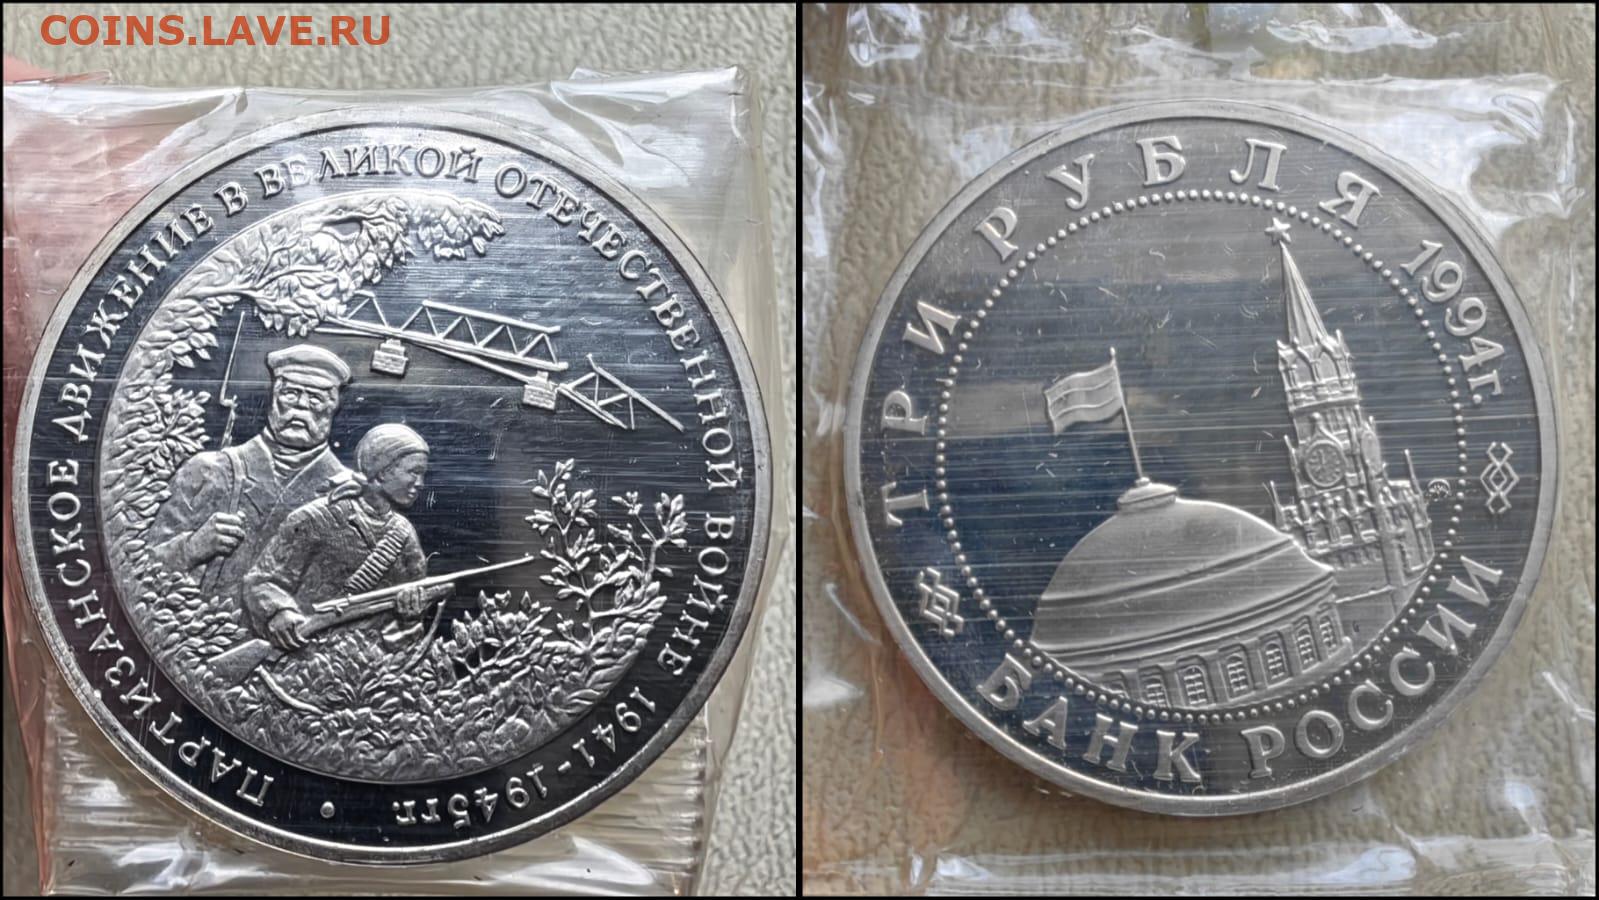 COINS.LAVE.RU
ПАРТИЗАНСКОЕ ДВИЖЕНИЕ В ВЕЛИКОЙ ОТЕЧЕСТВЕННОЙ ВОЙНЕ 1941-1945гг. •
ТРИ РУБЛЯ 1994г.
БАНК РОССИИ